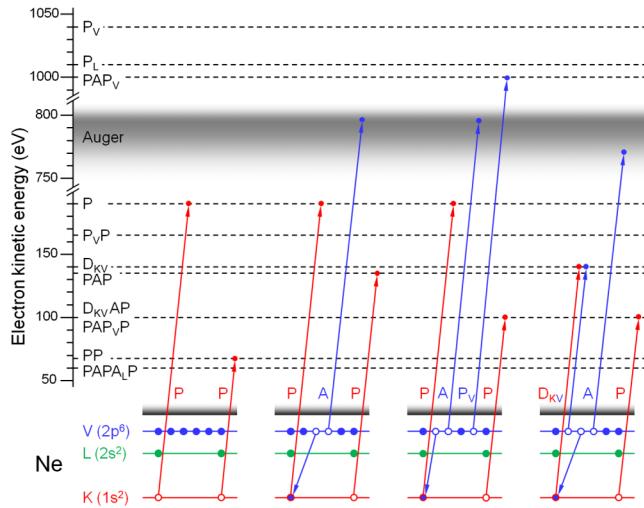 Electron kinetic energy (eV)
1050
P_V
P_L
1000
PAP_V
800
Auger
750
P
P_VP
150
D_KV
PAP
D_KVAP
100
PAP_VP
PP
PAPA_LP
50
P P P A P P A P_V P D_KV A P
V (2p⁶)
L (2s²)
Ne
K (1s²)